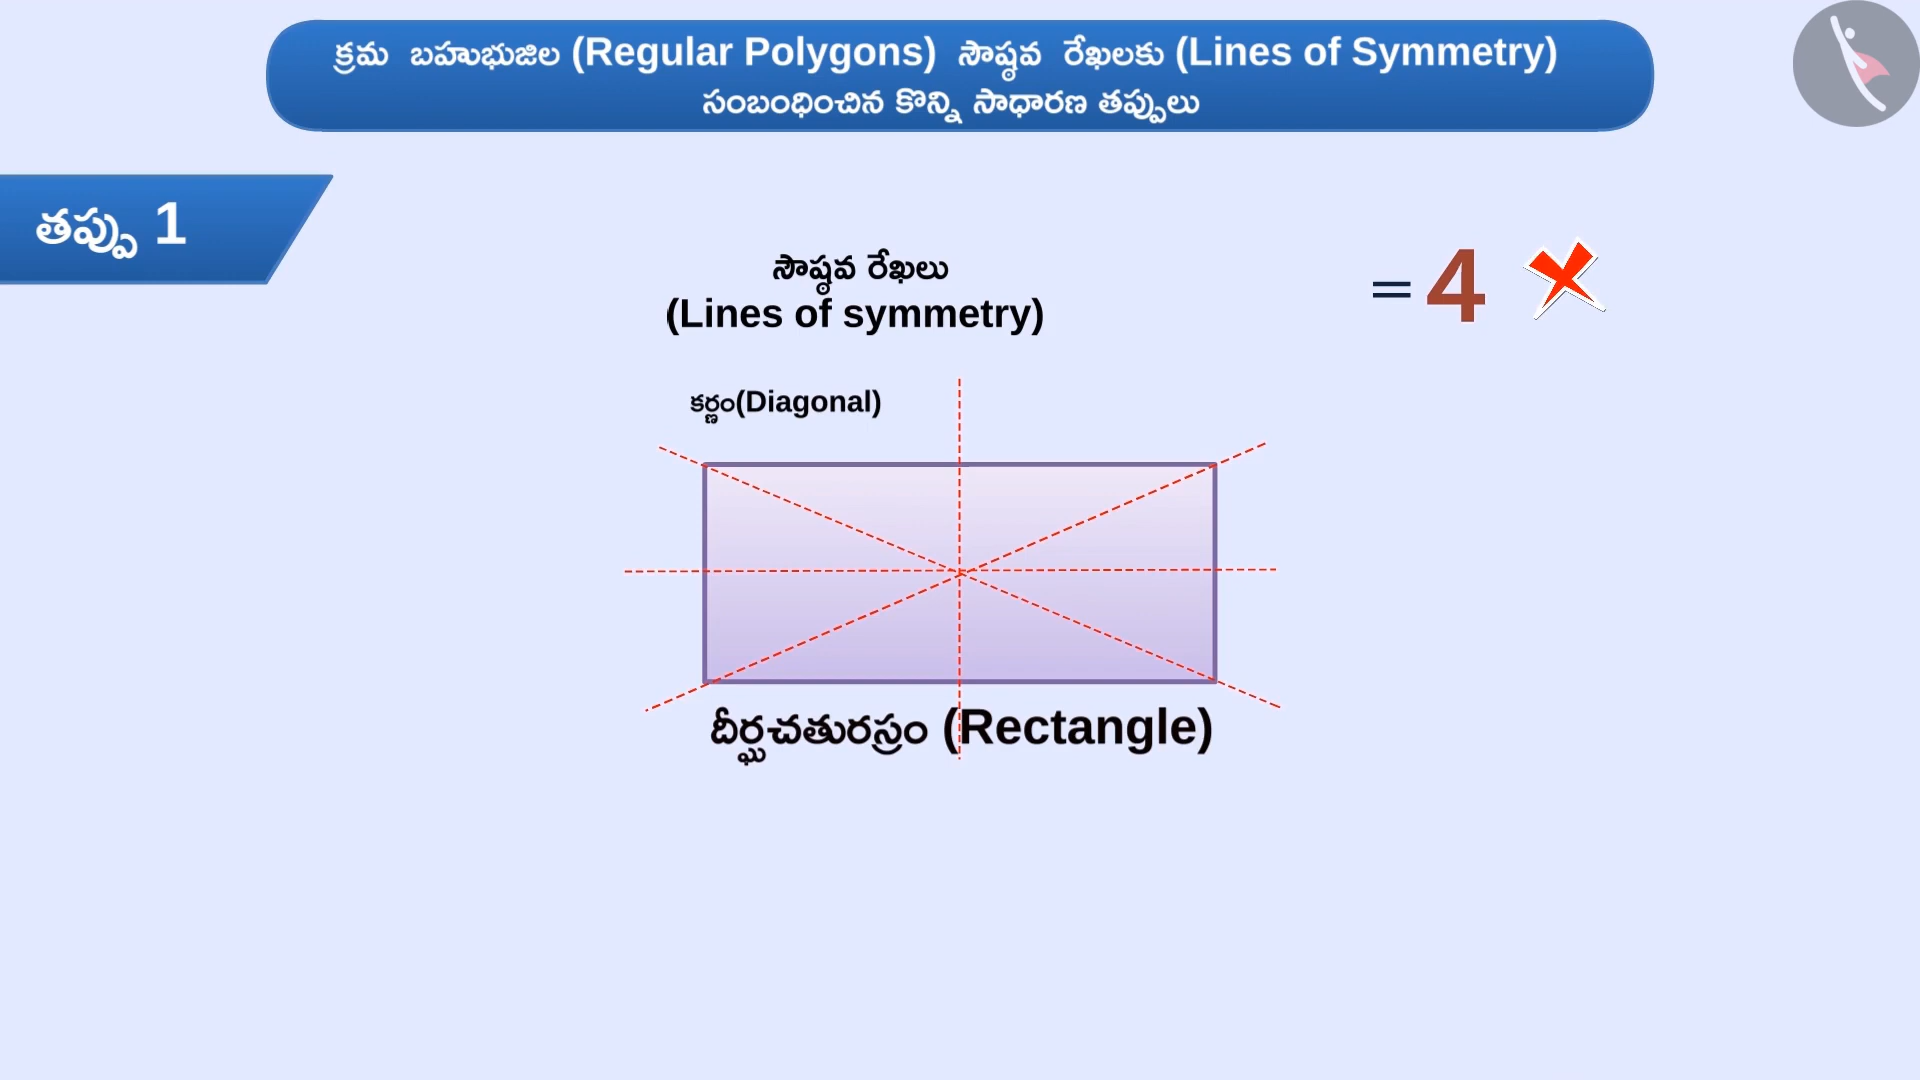 క్రమ బహుభుజిల (Regular Polygons) సౌష్ఠవ రేఖలకు (Lines of Symmetry)
సంబంధించిన కొన్ని సాధారణ తప్పులు
తప్పు 1
సౌష్ఠవ రేఖలు
(Lines of symmetry)
= 4
కర్ణం(Diagonal)
దీర్ఘచతురస్రం (Rectangle)